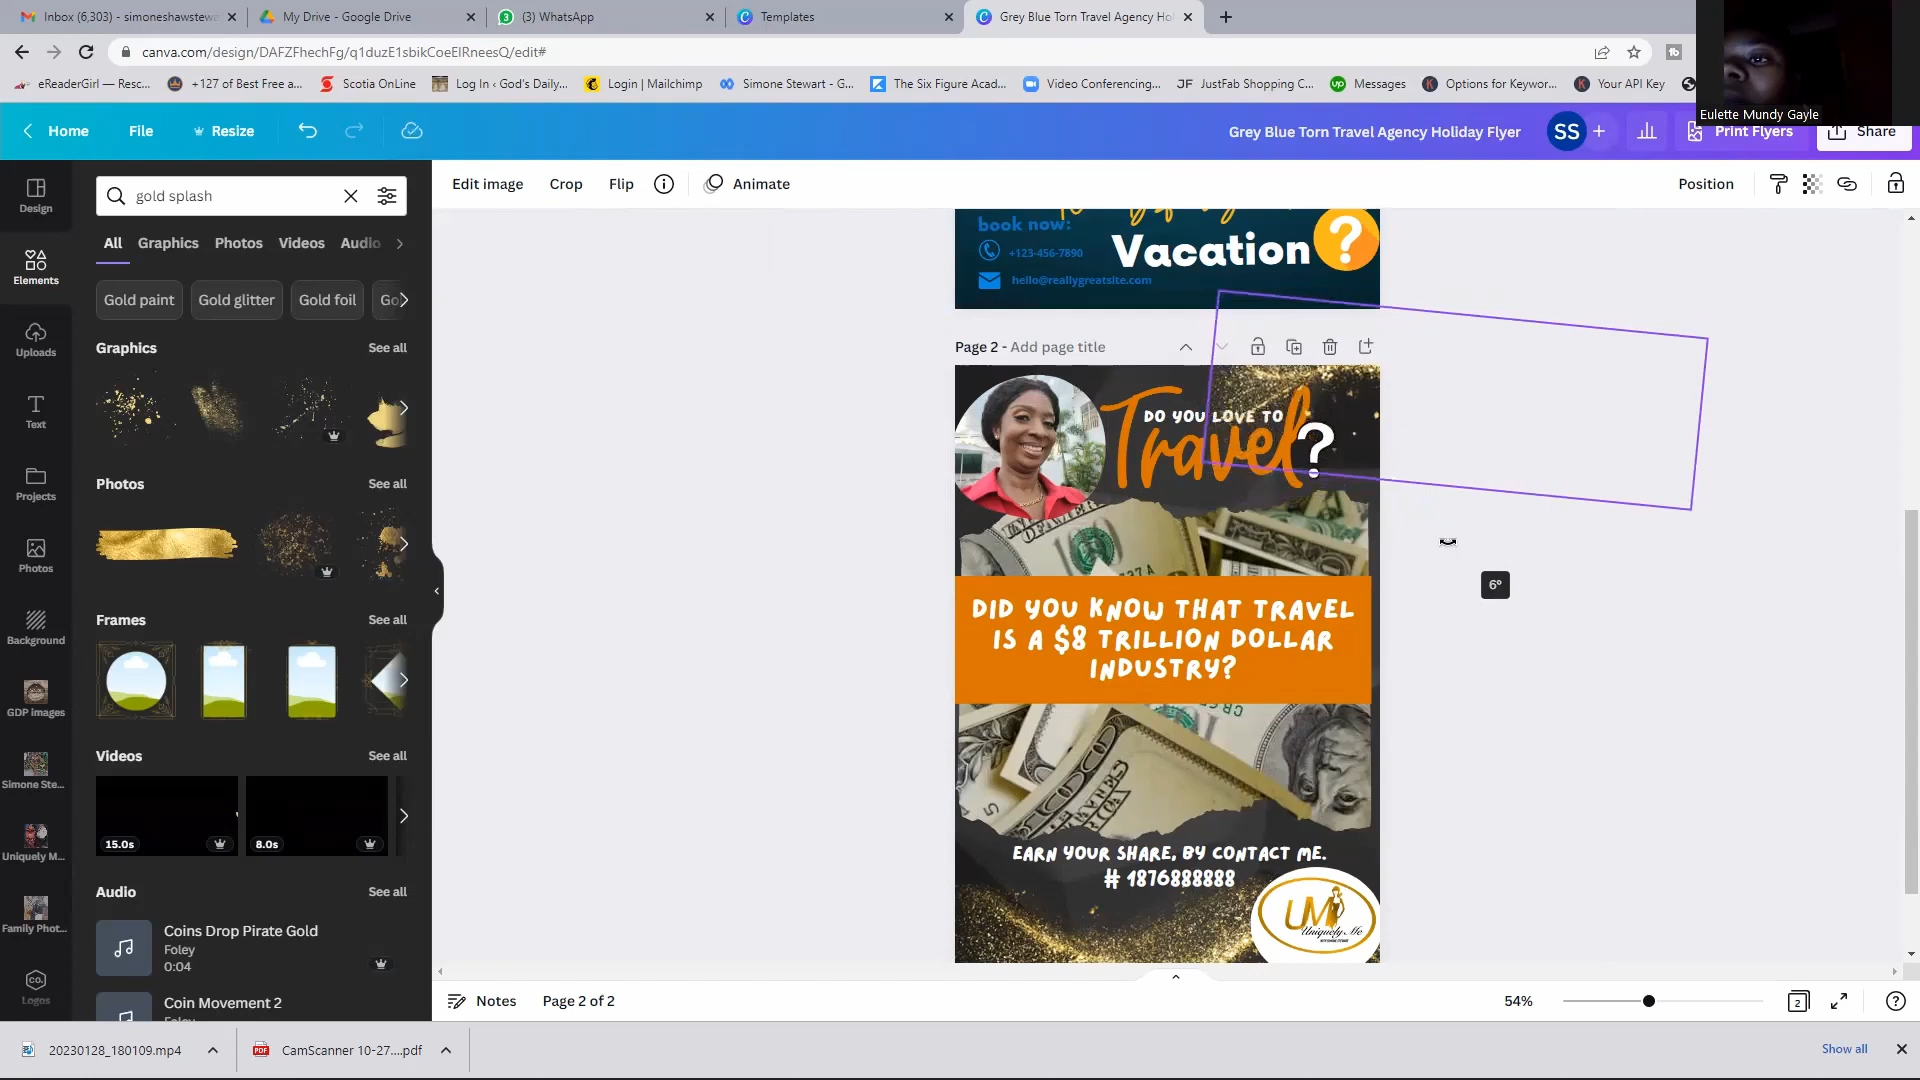 Inbox (6,303) - simoneshawstewa
My Drive - Google Drive
(3) WhatsApp
Templates
Grey Blue Torn Travel Agency Hol
canva.com/design/DAFZFhechFg/q1duzE1sbikCoeElRneesQ/edit#
eReaderGirl — Resc...
+127 of Best Free a...
Scotia OnLine
Log In ‹ God's Daily...
Login | Mailchimp
Simone Stewart - G...
The Six Figure Acad...
Video Conferencing...
JF JustFab Shopping C...
up Messages
K Options for Keywor...
K Your API Key
tb
Eulette Mundy Gayle
Home
File
Resize
Grey Blue Torn Travel Agency Holiday Flyer
SS
Print Flyers
Share
Design
Elements
Uploads
Text
Projects
Photos
Background
GDP images
Simone Ste...
Uniquely M...
Family Phot...
CO.
Logos
gold splash
All
Graphics
Photos
Videos
Audio
Gold paint
Gold glitter
Gold foil
Go
Graphics
See all
Photos
See all
Frames
See all
Videos
See all
15.0s
8.0s
Audio
See all
Coins Drop Pirate Gold
Foley
0:04
Coin Movement 2
Edit image
Crop
Flip
Animate
Position
book now:
+123-456-7890
hello@reallygreatsite.com
Vacation
?
Page 2 - Add page title
DO YOU LOVE TO
Travel?
DID YOU KNOW THAT TRAVEL
IS A $8 TRILLION DOLLAR
INDUSTRY?
EARN YOUR SHARE, BY CONTACT ME.
# 1876888888
UM
Uniquely Me
6°
Notes
Page 2 of 2
54%
2
20230128_180109.mp4
CamScanner 10-27....pdf
Show all